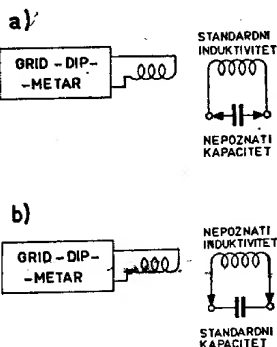 a)
GRID - DIP-
-METAR
STANDARDNI
INDUKTIVITET
NEPOZNATI
KAPACITET
b)
GRID - DIP-
- METAR
NEPOZNATI
INDUKTIVITET
STANDARDNI
KAPACITET